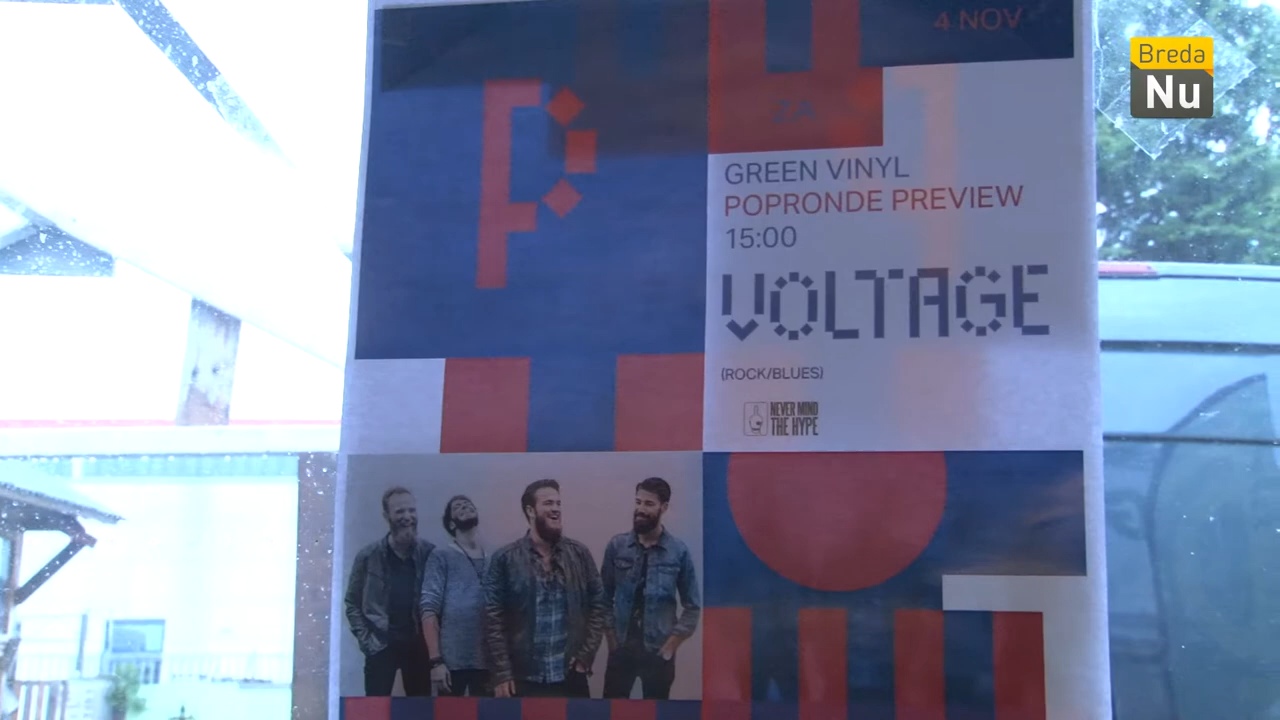 4 NOV
Breda
Nu
ZA
GREEN VINYL
POPRONDE PREVIEW
15:00
VOLTAGE
(ROCK/BLUES)
NEVER MIND
THE HYPE